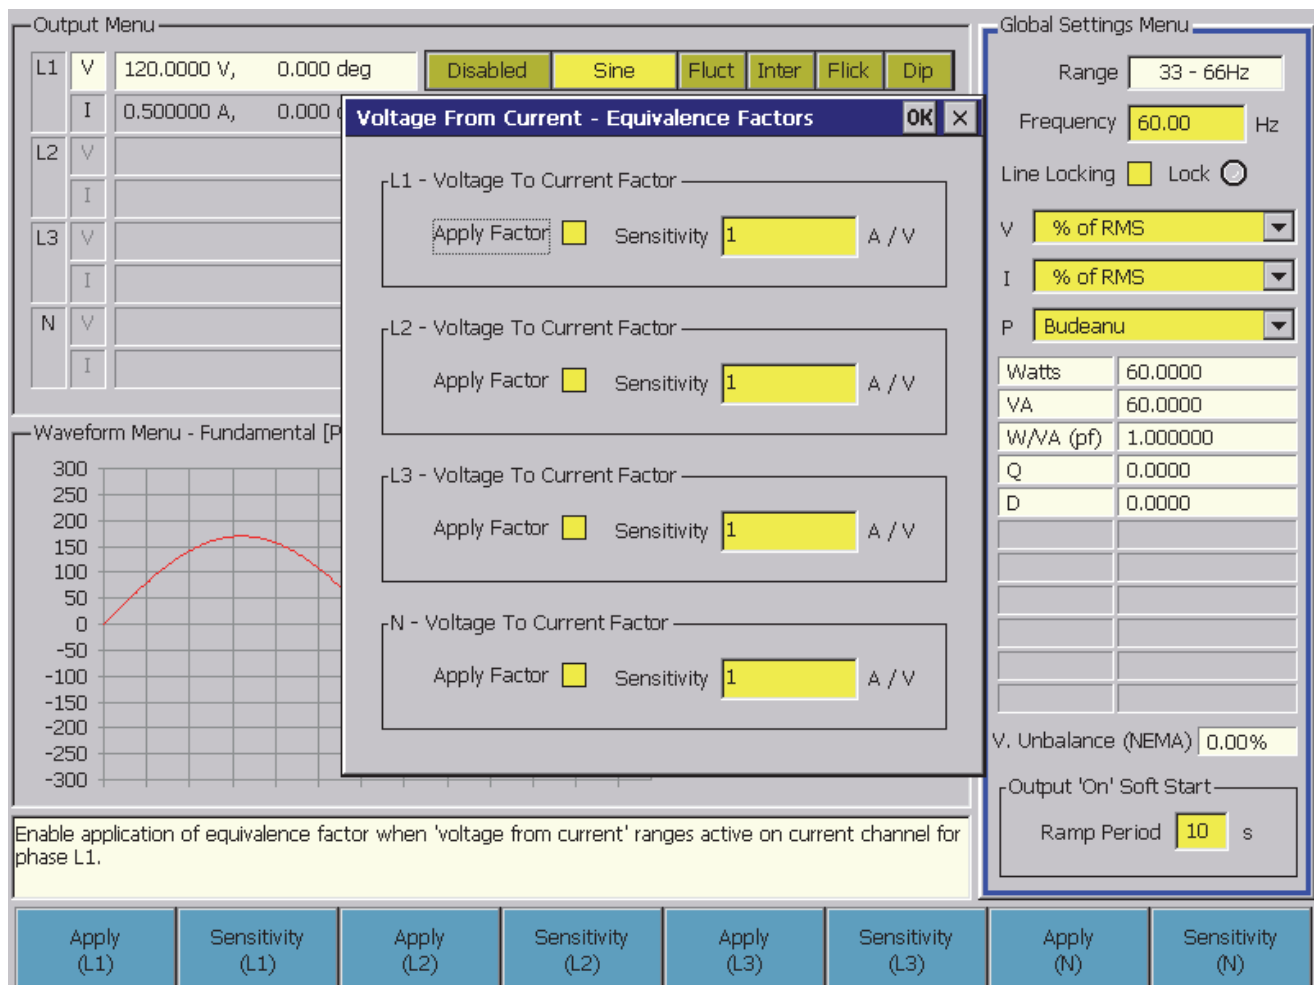 Output Menu
L1 V 120.0000 V, 0.000 deg Disabled Sine Fluct Inter Flick Dip
I 0.500000 A, 0.000
L2 V
I
L3 V
I
N V
I
Voltage From Current - Equivalence Factors OK
L1 - Voltage To Current Factor
Apply Factor Sensitivity 1 A / V
L2 - Voltage To Current Factor
Apply Factor Sensitivity 1 A / V
L3 - Voltage To Current Factor
Apply Factor Sensitivity 1 A / V
N - Voltage To Current Factor
Apply Factor Sensitivity 1 A / V
Waveform Menu - Fundamental [P
300
250
200
150
100
50
0
-50
-100
-150
-200
-250
-300
Global Settings Menu
Range 33 - 66Hz
Frequency 60.00 Hz
Line Locking Lock
V % of RMS
I % of RMS
P Budeanu
Watts 60.0000
VA 60.0000
W/VA (pf) 1.000000
Q 0.0000
D 0.0000
V. Unbalance (NEMA) 0.00%
Output 'On' Soft Start
Ramp Period 10 s
Enable application of equivalence factor when 'voltage from current' ranges active on current channel for
phase L1.
Apply (L1)
Sensitivity (L1)
Apply (L2)
Sensitivity (L2)
Apply (L3)
Sensitivity (L3)
Apply (N)
Sensitivity (N)